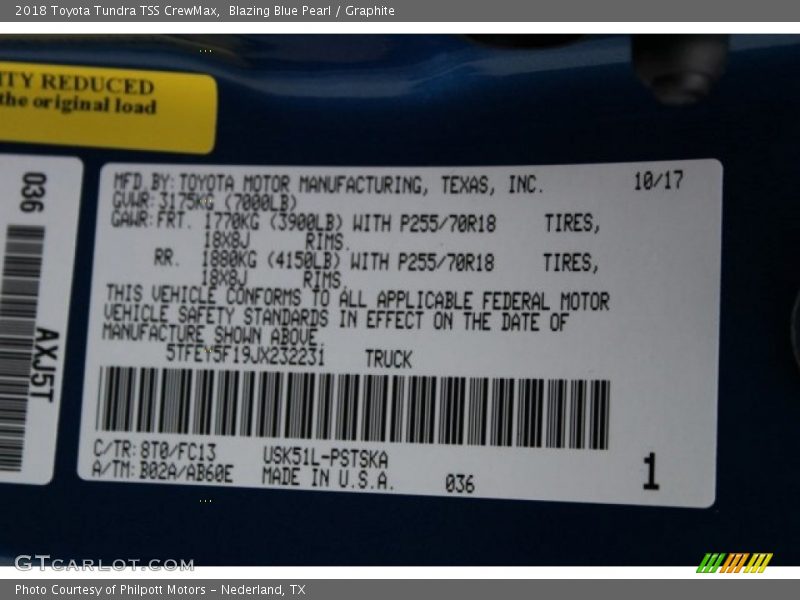 2018 Toyota Tundra TSS CrewMax, Blazing Blue Pearl / Graphite
ITY REDUCED
the original load
036
AXJ5T
MFD. BY: TOYOTA MOTOR MANUFACTURING, TEXAS, INC. 10/17
GVWR: 3175KG (7000LB)
GAWR: FRT. 1770KG (3900LB) WITH P255/70R18 TIRES,
18X8J RIMS.
RR. 1880KG (4150LB) WITH P255/70R18 TIRES,
18X8J RIMS.
THIS VEHICLE CONFORMS TO ALL APPLICABLE FEDERAL MOTOR
VEHICLE SAFETY STANDARDS IN EFFECT ON THE DATE OF
MANUFACTURE SHOWN ABOVE.
5TFEY5F19JX232231 TRUCK
C/TR: 8T0/FC13 USK51L-PSTSKA
A/TM: B02A/AB60E MADE IN U.S.A. 036
1
GTCARLOT.COM
Photo Courtesy of Philpott Motors - Nederland, TX